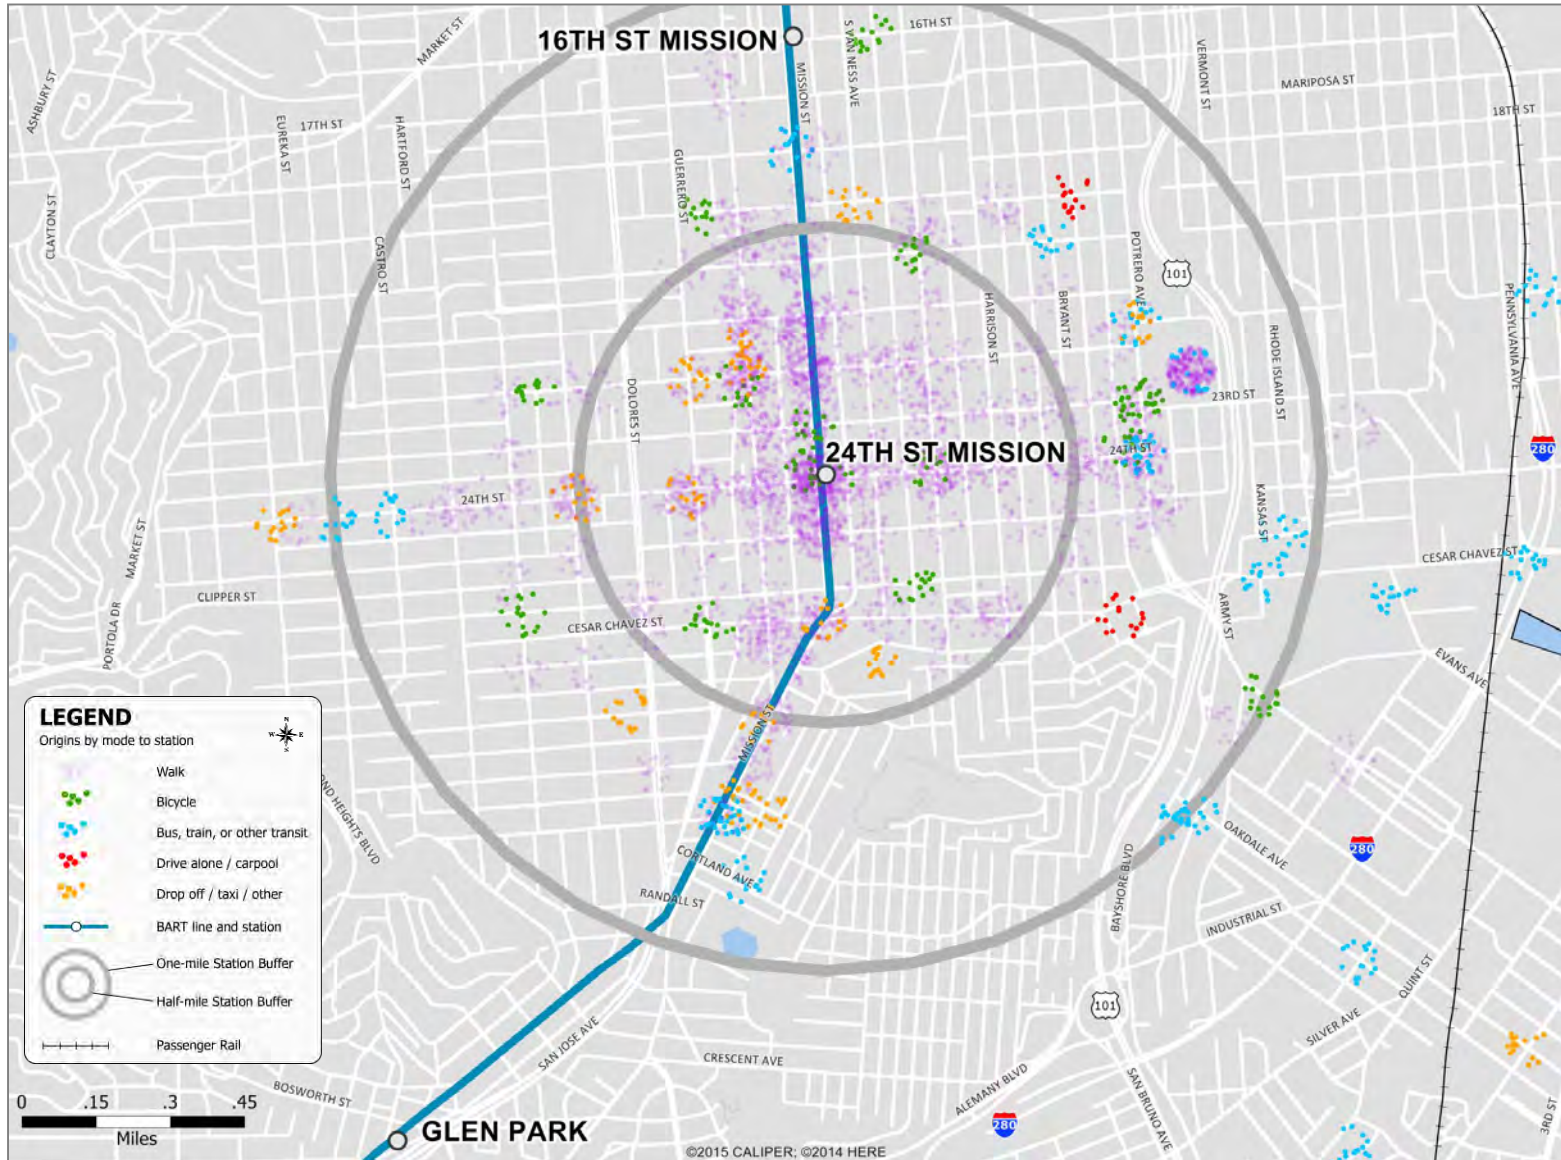 16TH ST MISSION
MARKET ST
S VAN NESS AVE
16TH ST
VERMONT ST
MARIPOSA ST
ASHBURY ST
MISSION ST
18TH ST
EUREKA ST
17TH ST
HARTFORD ST
GUERRERO ST
CLAYTON ST
CASTRO ST
POTRERO AVE
101
PENNSYLVANIA AVE
HARRISON ST
BRYANT ST
RHODE ISLAND ST
DOLORES ST
23RD ST
24TH ST MISSION
24TH ST
280
24TH ST
KANSAS ST
MARKET ST
CESAR CHAVEZ ST
CLIPPER ST
ARMY ST
PORTOLA DR
CESAR CHAVEZ ST
EVANS AVE
MISSION ST
OND HEIGHTS BLVD
OAKDALE AVE
280
CORTLAND AVE
RANDALL ST
BAYSHORE BLVD
INDUSTRIAL ST
QUINT ST
101
SILVER AVE
SAN JOSE AVE
CRESCENT AVE
ALEMANY BLVD
SAN BRUNO AVE
BOSWORTH ST
280
3RD ST
GLEN PARK
LEGEND
Origins by mode to station
N
W E
S
Walk
Bicycle
Bus, train, or other transit
Drive alone / carpool
Drop off / taxi / other
BART line and station
One-mile Station Buffer
Half-mile Station Buffer
Passenger Rail
0 .15 .3 .45
Miles
©2015 CALIPER; ©2014 HERE